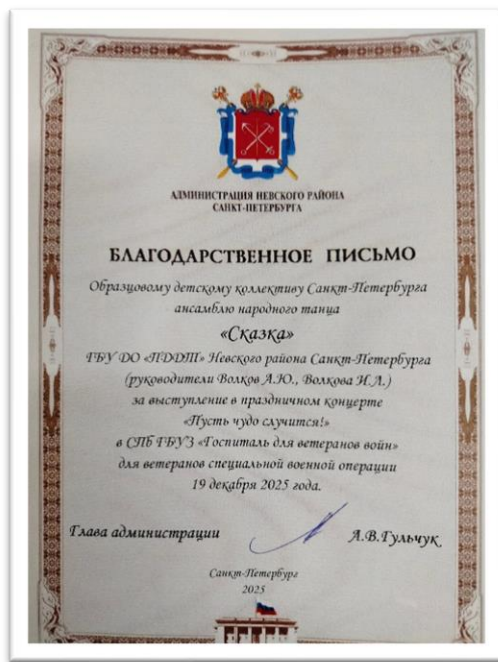 АДМИНИСТРАЦИЯ НЕВСКОГО РАЙОНА
САНКТ-ПЕТЕРБУРГА
БЛАГОДАРСТВЕННОЕ ПИСЬМО
Образцовому детскому коллективу Санкт-Петербурга
ансамблю народного танца
«Сказка»
ГБУ ДО «ПДДТ» Невского района Санкт-Петербурга
(руководители Волков А.Ю., Волкова И.Л.)
за выступление в праздничном концерте
«Пусть чудо случится!»
в СПб ГБУЗ «Госпиталь для ветеранов войн»
для ветеранов специальной военной операции
19 декабря 2025 года.
Глава администрации А.В.Гульчук
Санкт-Петербург
2025